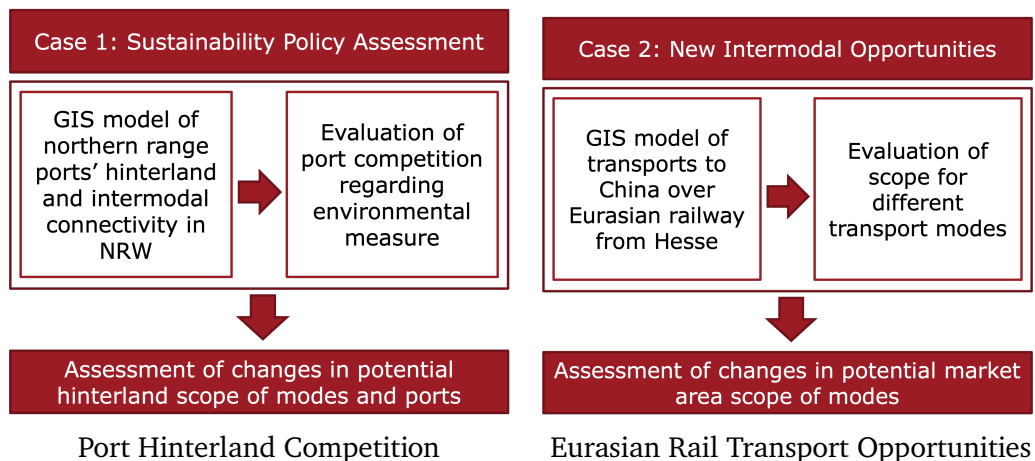 Case 1: Sustainability Policy Assessment
GIS model of
northern range
ports’ hinterland
and intermodal
connectivity in
NRW
Evaluation of
port competition
regarding
environmental
measure
Assessment of changes in potential
hinterland scope of modes and ports
Port Hinterland Competition
Case 2: New Intermodal Opportunities
GIS model of
transports to
China over
Eurasian railway
from Hesse
Evaluation of
scope for
different
transport modes
Assessment of changes in potential market
area scope of modes
Eurasian Rail Transport Opportunities